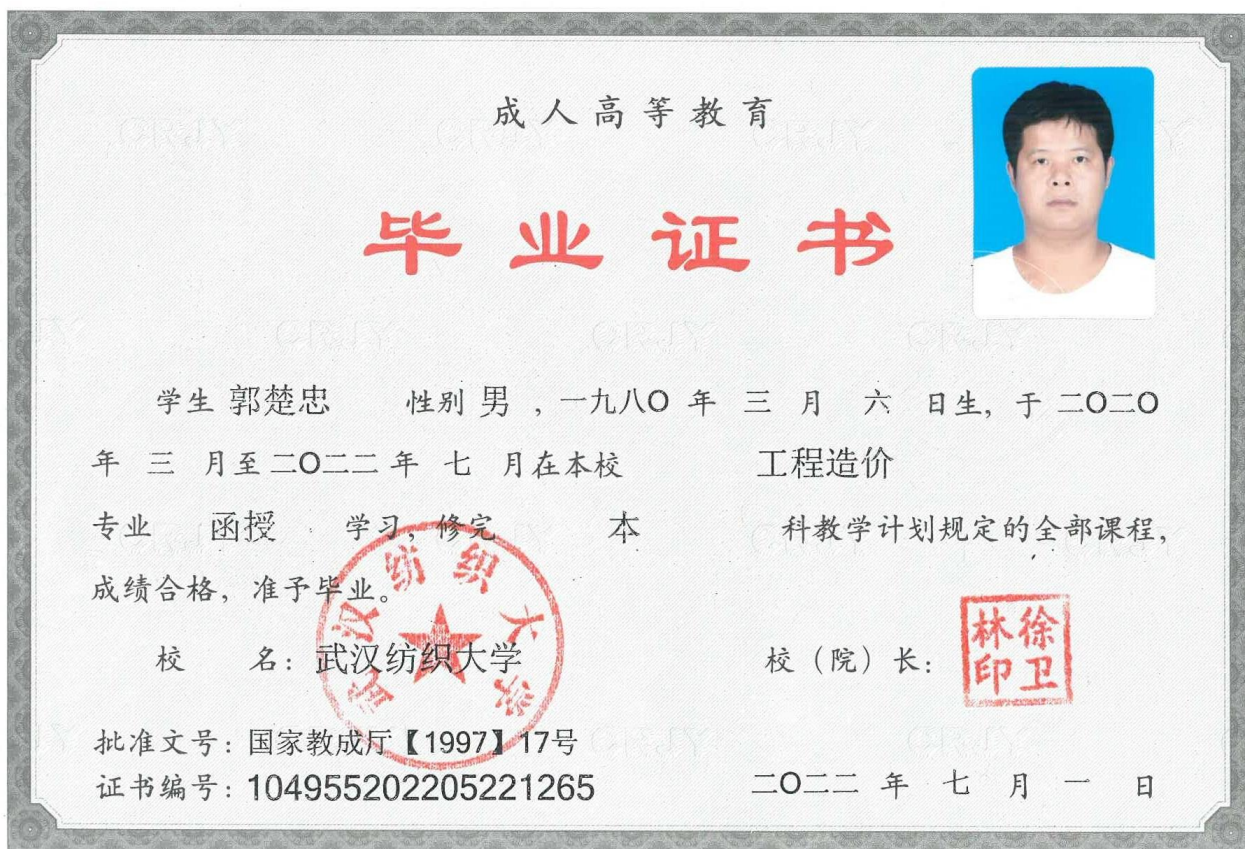 成人高等教育
毕业证书
学生 郭楚忠 性别 男 , 一九八O 年 三 月 六 日生, 于 二O二O
年 三 月至 二O二二 年 七 月在本校 工程造价
专业 函授 学习, 修完 本 科教学计划规定的全部课程,
成绩合格, 准予毕业。
武汉纺织大学
校 名: 武汉纺织大学 校（院）长:
徐卫林印
批准文号: 国家教成厅【1997】17号
证书编号: 104955202205221265 二O二二 年 七 月 一 日